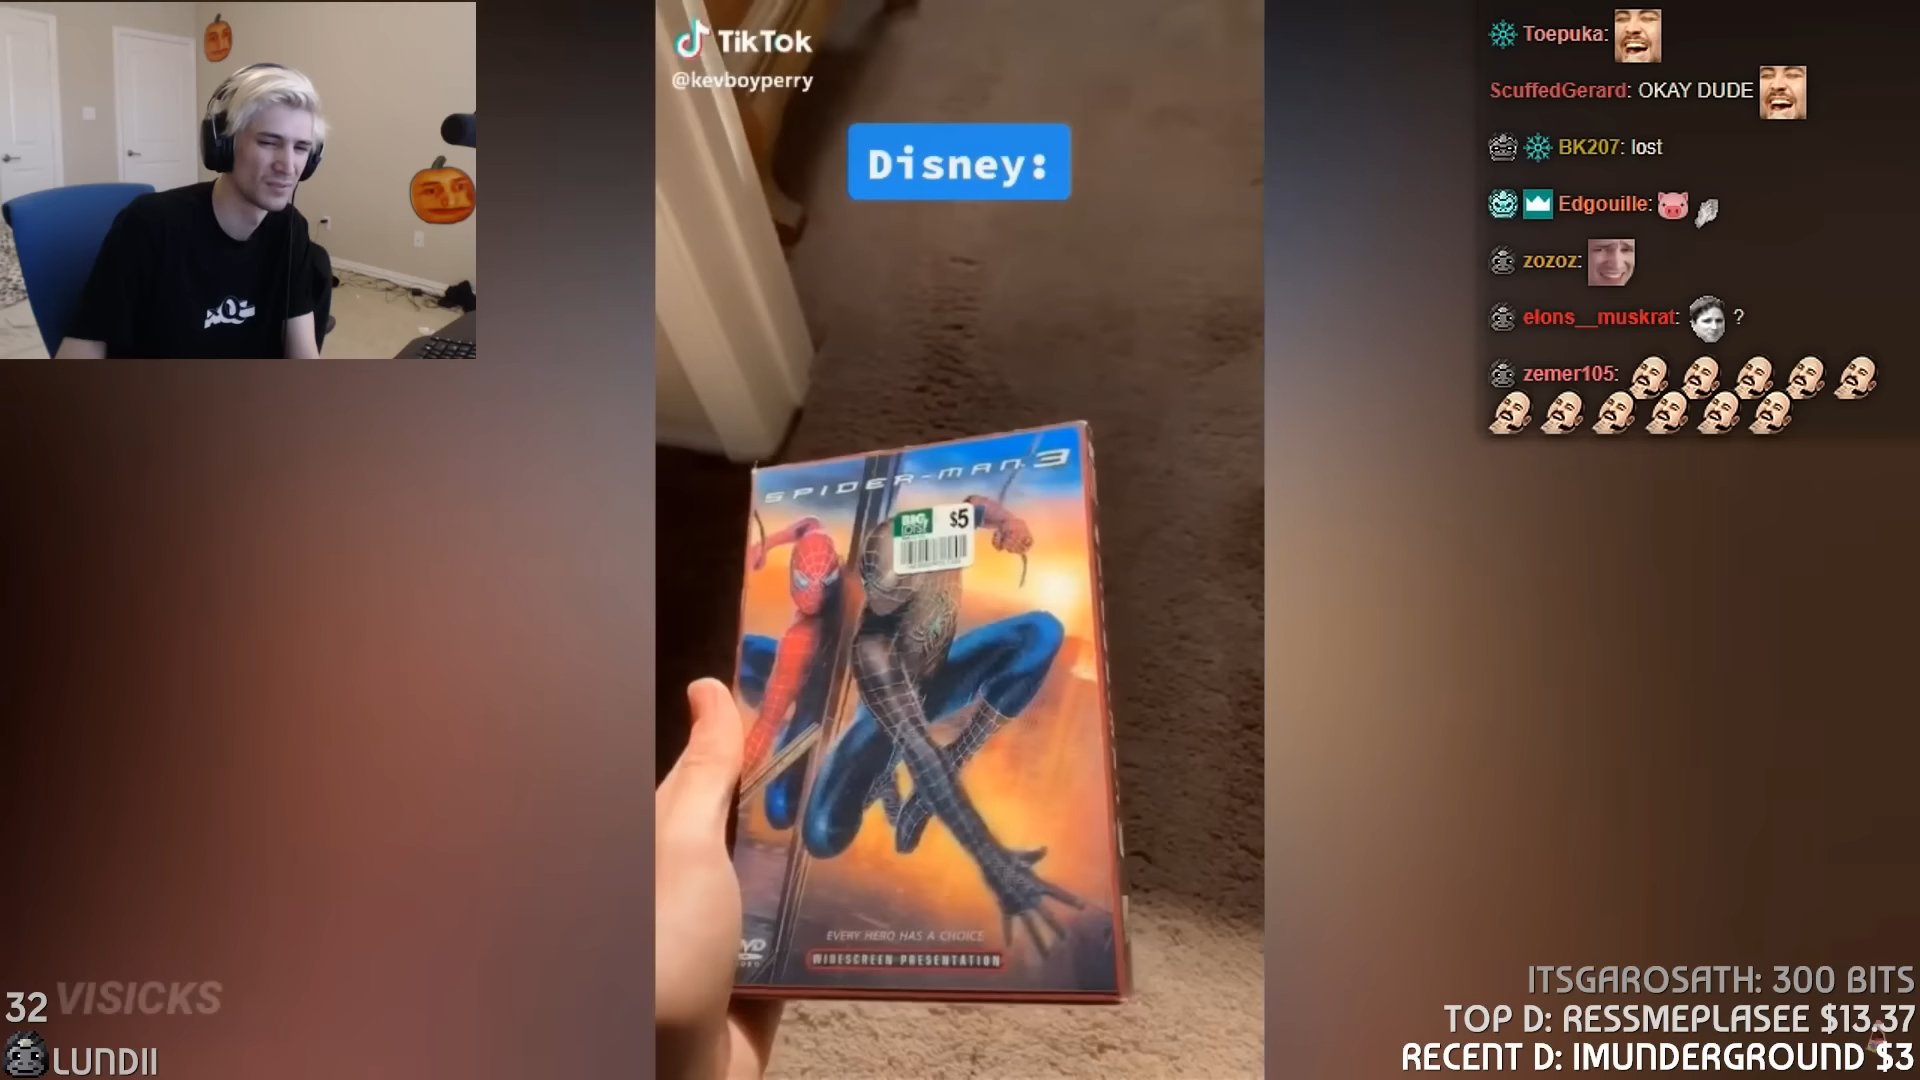 TikTok
@kevboyperry
Disney:
SPIDER-MAN 3
BIG LOTS!
$5
EVERY HERO HAS A CHOICE
WIDESCREEN PRESENTATION
Toepuka:
ScuffedGerard: OKAY DUDE
BK207: lost
Edgouille:
zozoz:
elons__muskrat: ?
zemer105:
32 VISICKS
LUNDII
ITSGAROSATH: 300 BITS
TOP D: RESSMEPLASEE $13.37
RECENT D: IMUNDERGROUND $3